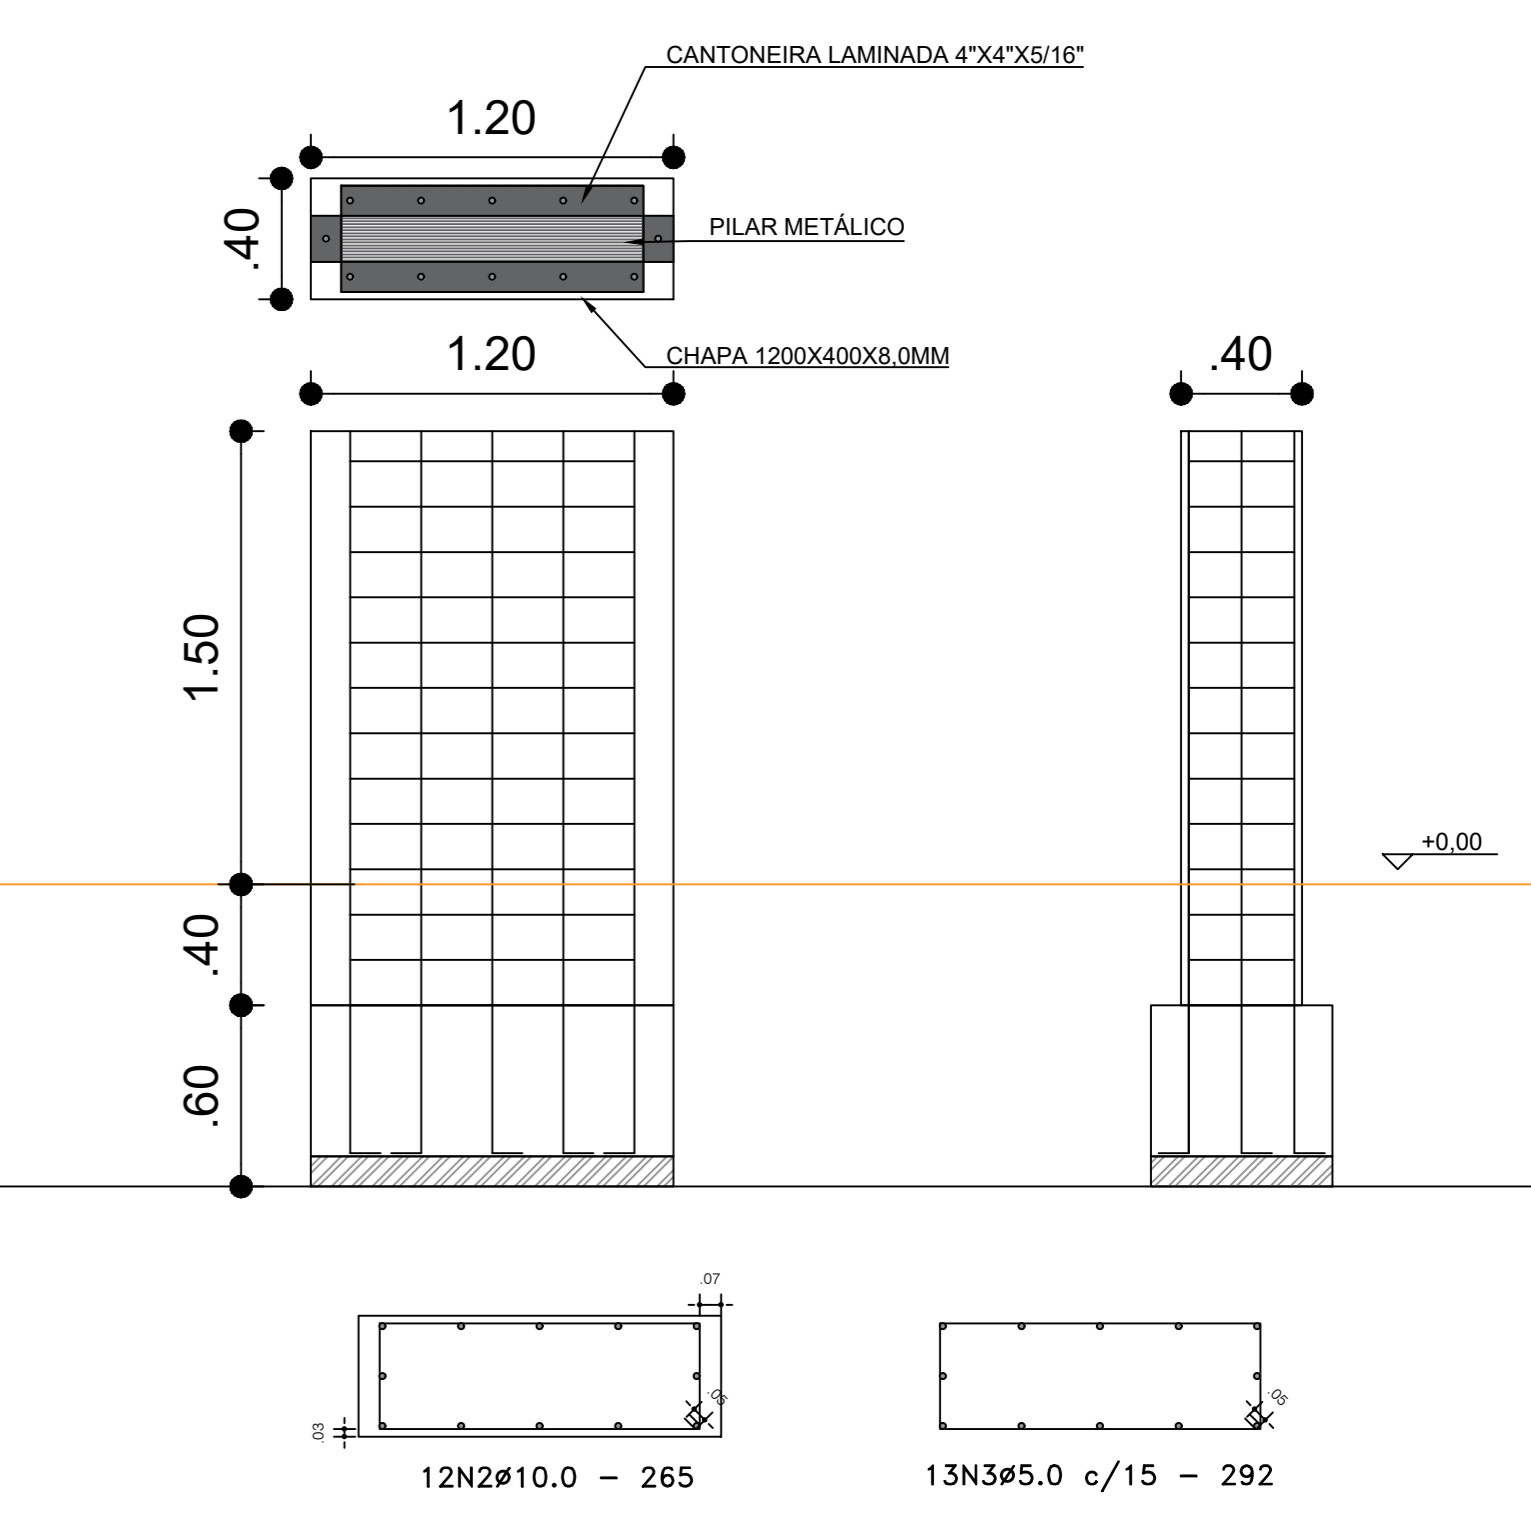 CANTONEIRA LAMINADA 4"X4"X5/16"
1.20
.40
PILAR METÁLICO
CHAPA 1200X400X8,0MM
1.20
.40
1.50
+0,00
.40
.60
.07
.06
.03
.05
12N2ø10.0 - 265
13N3ø5.0 c/15 - 292